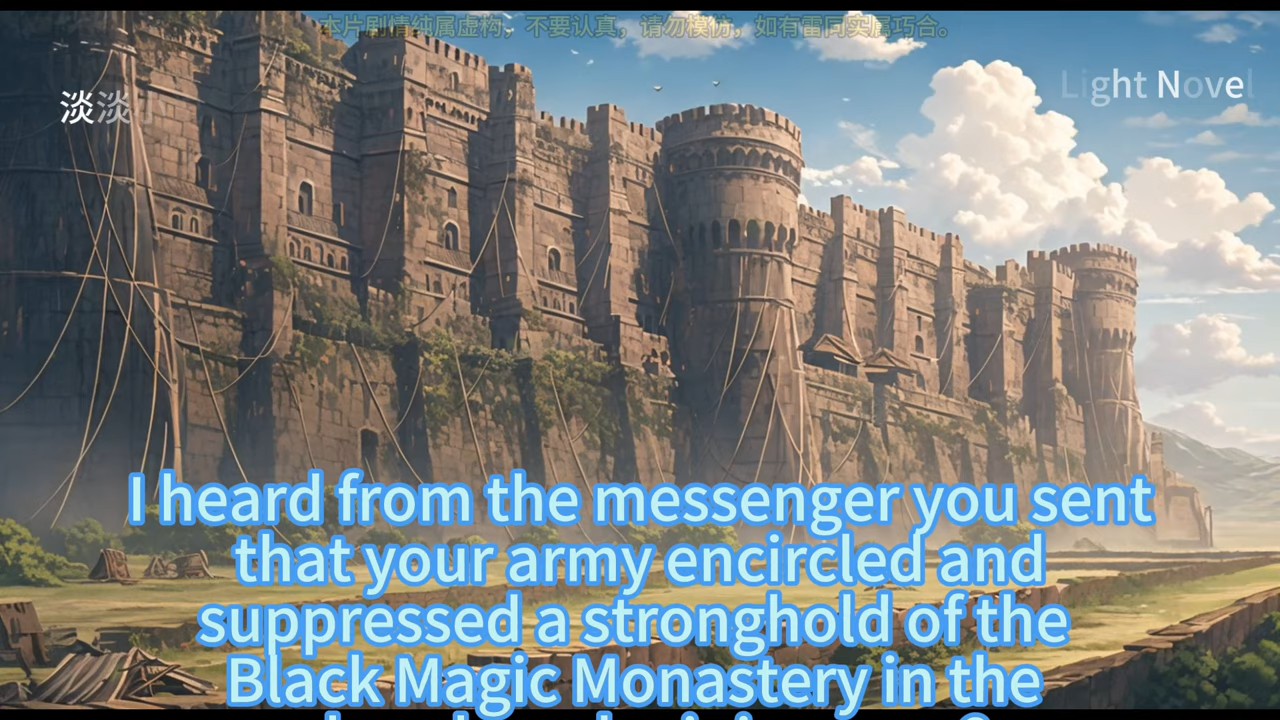 本片剧情纯属虚构，不要认真，请勿模仿，如有雷同实属巧合。
Light Novel
淡淡
I heard from the messenger you sent
that your army encircled and
suppressed a stronghold of the
Black Magic Monastery in the